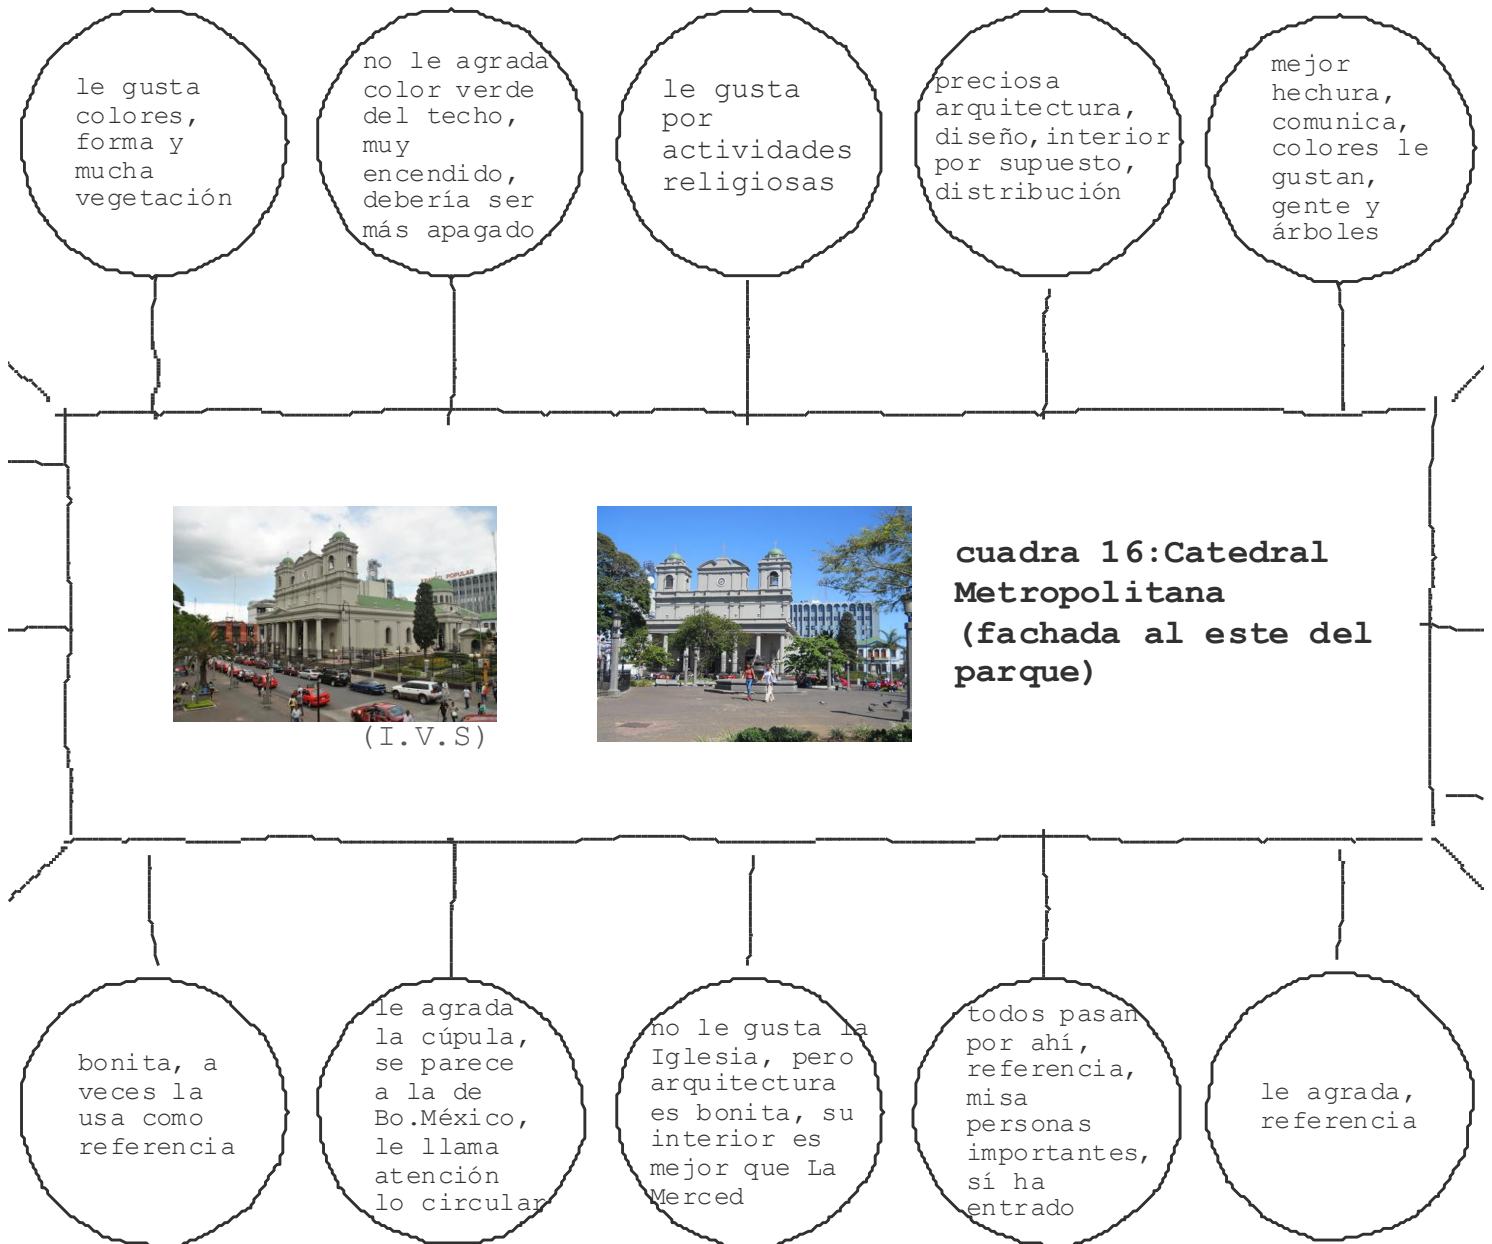 le gusta
colores,
forma y
mucha
vegetación
no le agrada
color verde
del techo,
muy
encendido,
debería ser
más apagado
le gusta
por
actividades
religiosas
preciosa
arquitectura,
diseño,interior
por supuesto,
distribución
mejor
hechura,
comunica,
colores le
gustan,
gente y
árboles
POPULAR
(I.V.S)
cuadra 16:Catedral
Metropolitana
(fachada al este del
parque)
bonita, a
veces la
usa como
referencia
le agrada
la cúpula,
se parece
a la de
Bo.México,
le llama
atención
lo circular
no le gusta la
Iglesia, pero
arquitectura
es bonita, su
interior es
mejor que La
Merced
todos pasan
por ahí,
referencia,
misa
personas
importantes,
sí ha
entrado
le agrada,
referencia